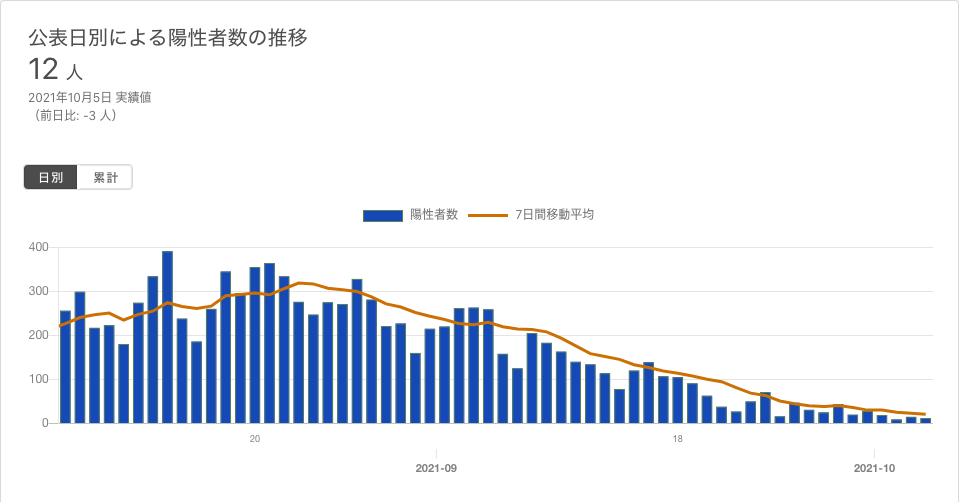 公表日別による陽性者数の推移
12 人
2021年10月5日 実績値
（前日比: -3 人）
日別 累計
陽性者数 7日間移動平均
400
300
200
100
0
20 18
2021-09 2021-10